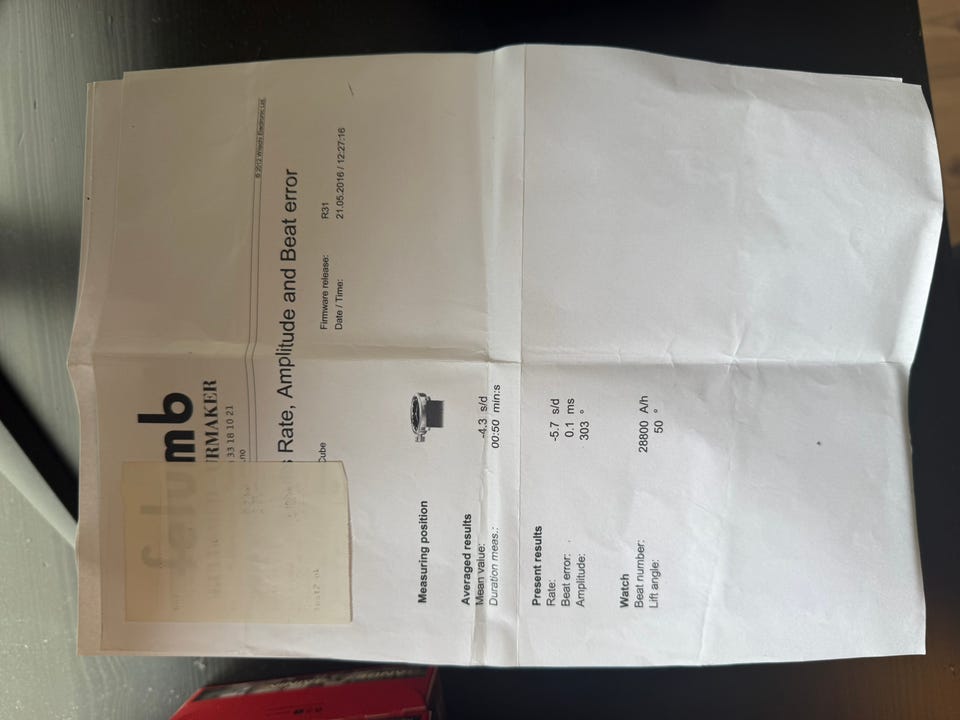 mb
URMAKER
33 18 10 21
.no
© 2012 Witschi Electronic Ltd.
Rate, Amplitude and Beat error
Cube
Firmware release: R31
Date / Time: 21.05.2016 / 12:27:16
Measuring position
Averaged results
Mean value: -4.3 s/d
Duration meas.: 00:50 min:s
Present results
Rate: -5.7 s/d
Beat error: 0.1 ms
Amplitude: 303 °
Watch
Beat number: 28800 A/h
Lift angle: 50 °